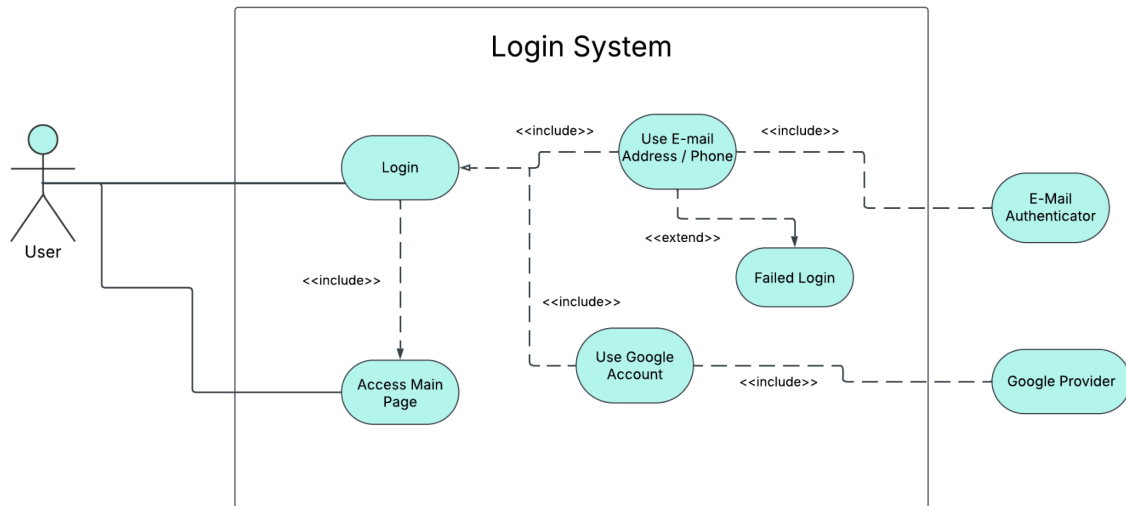 Login System
<<include>>
Use E-mail
Address / Phone
<<include>>
Login
E-Mail
Authenticator
User
<<extend>>
<<include>>
Failed Login
<<include>>
Use Google
Account
<<include>>
Google Provider
Access Main
Page